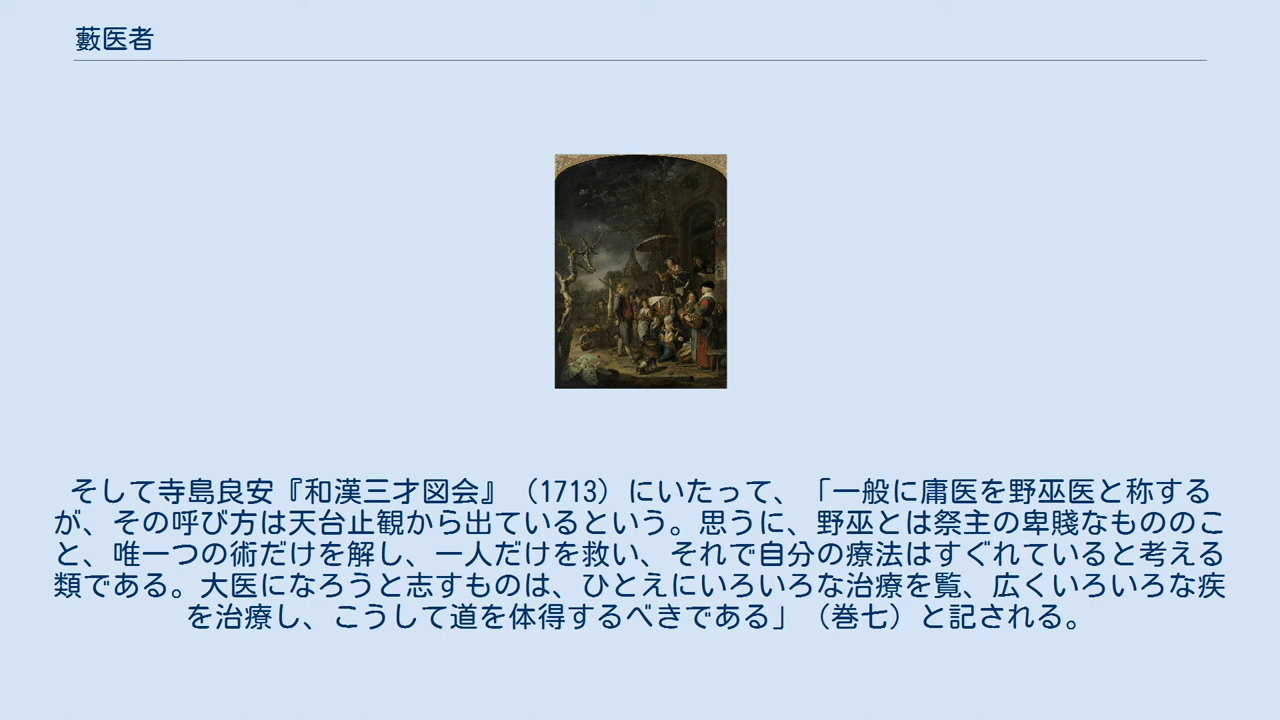 藪医者
そして寺島良安『和漢三才図会』（1713）にいたって、「一般に庸医を野巫医と称する
が、その呼び方は天台止観から出ているという。思うに、野巫とは祭主の卑賤なもののこ
と、唯一つの術だけを解し、一人だけを救い、それで自分の療法はすぐれていると考える
類である。大医になろうと志すものは、ひとえにいろいろな治療を覧、広くいろいろな疾
を治療し、こうして道を体得するべきである」（巻七）と記される。